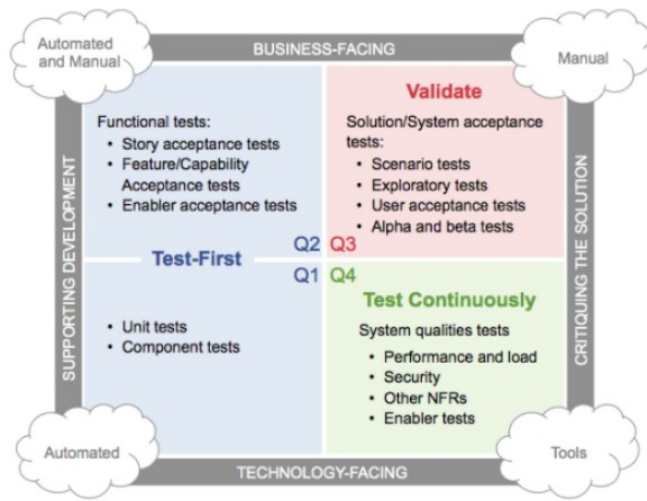 Automated
and Manual
BUSINESS-FACING
Manual
Functional tests:
• Story acceptance tests
• Feature/Capability
Acceptance tests
• Enabler acceptance tests
Q2
Validate
Solution/System acceptance
tests:
• Scenario tests
• Exploratory tests
• User acceptance tests
• Alpha and beta tests
Q3
SUPPORTING DEVELOPMENT
CRITIQUING THE SOLUTION
Test-First
Q1
• Unit tests
• Component tests
Q4
Test Continuously
System qualities tests
• Performance and load
• Security
• Other NFRs
• Enabler tests
Automated
TECHNOLOGY-FACING
Tools